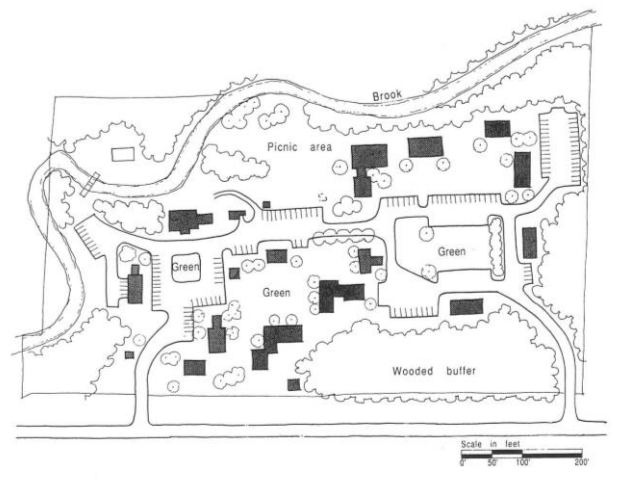 Brook
Picnic area
Green
Green
Green
Wooded buffer
Scale in feet
0' 50' 100' 200'